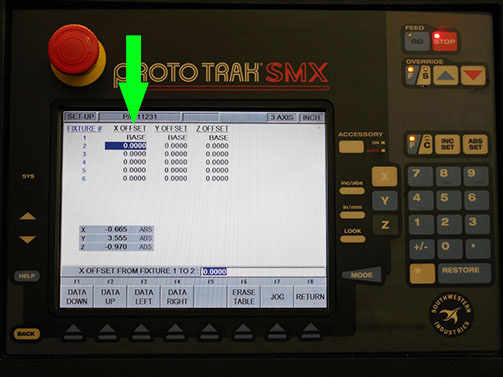 PROTO TRAK SMX
FEED
GO
STOP
OVERRIDE
F/S
SET-UP
3 AXIS
INCH
FIXTURE # X OFFSET Y OFFSET Z OFFSET
1 BASE BASE BASE
2 0.0000 0.0000 0.0000
3 0.0000 0.0000 0.0000
4 0.0000 0.0000 0.0000
5 0.0000 0.0000 0.0000
6 0.0000 0.0000 0.0000
X -0.665 ABS
Y 3.555 ABS
Z -0.970 ABS
X OFFSET FROM FIXTURE 1 TO 2 0.0000
F1 F2 F3 F4 F5 F6 F7 F8
DATA DOWN
DATA UP
DATA LEFT
DATA RIGHT
ERASE TABLE
JOG
RETURN
SYS
HELP
BACK
ACCESSORY
ON
AUTO
Inc/abs
in/mm
LOOK
MODE
F/C
INC SET
ABS SET
X 7 8 9
Y 4 5 6
Z 1 2 3
+/- 0 .
* RESTORE
SOUTHWESTERN INDUSTRIES